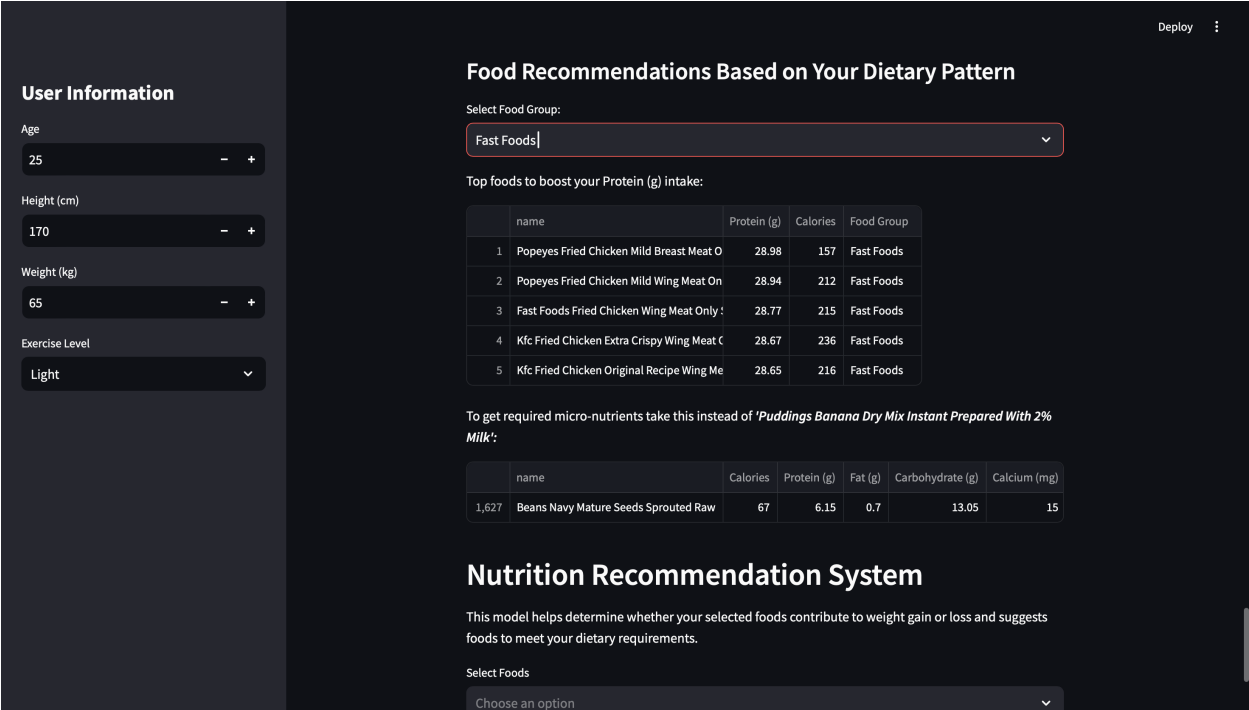 Deploy
User Information
Age
25
Height (cm)
170
Weight (kg)
65
Exercise Level
Light
Food Recommendations Based on Your Dietary Pattern
Select Food Group:
Fast Foods
Top foods to boost your Protein (g) intake:
name Protein (g) Calories Food Group
1 Popeyes Fried Chicken Mild Breast Meat O 28.98 157 Fast Foods
2 Popeyes Fried Chicken Mild Wing Meat On 28.94 212 Fast Foods
3 Fast Foods Fried Chicken Wing Meat Only 28.77 215 Fast Foods
4 Kfc Fried Chicken Extra Crispy Wing Meat 28.67 236 Fast Foods
5 Kfc Fried Chicken Original Recipe Wing Me 28.65 216 Fast Foods
To get required micro-nutrients take this instead of 'Puddings Banana Dry Mix Instant Prepared With 2%
Milk':
name Calories Protein (g) Fat (g) Carbohydrate (g) Calcium (mg)
1,627 Beans Navy Mature Seeds Sprouted Raw 67 6.15 0.7 13.05 15
Nutrition Recommendation System
This model helps determine whether your selected foods contribute to weight gain or loss and suggests
foods to meet your dietary requirements.
Select Foods
Choose an option